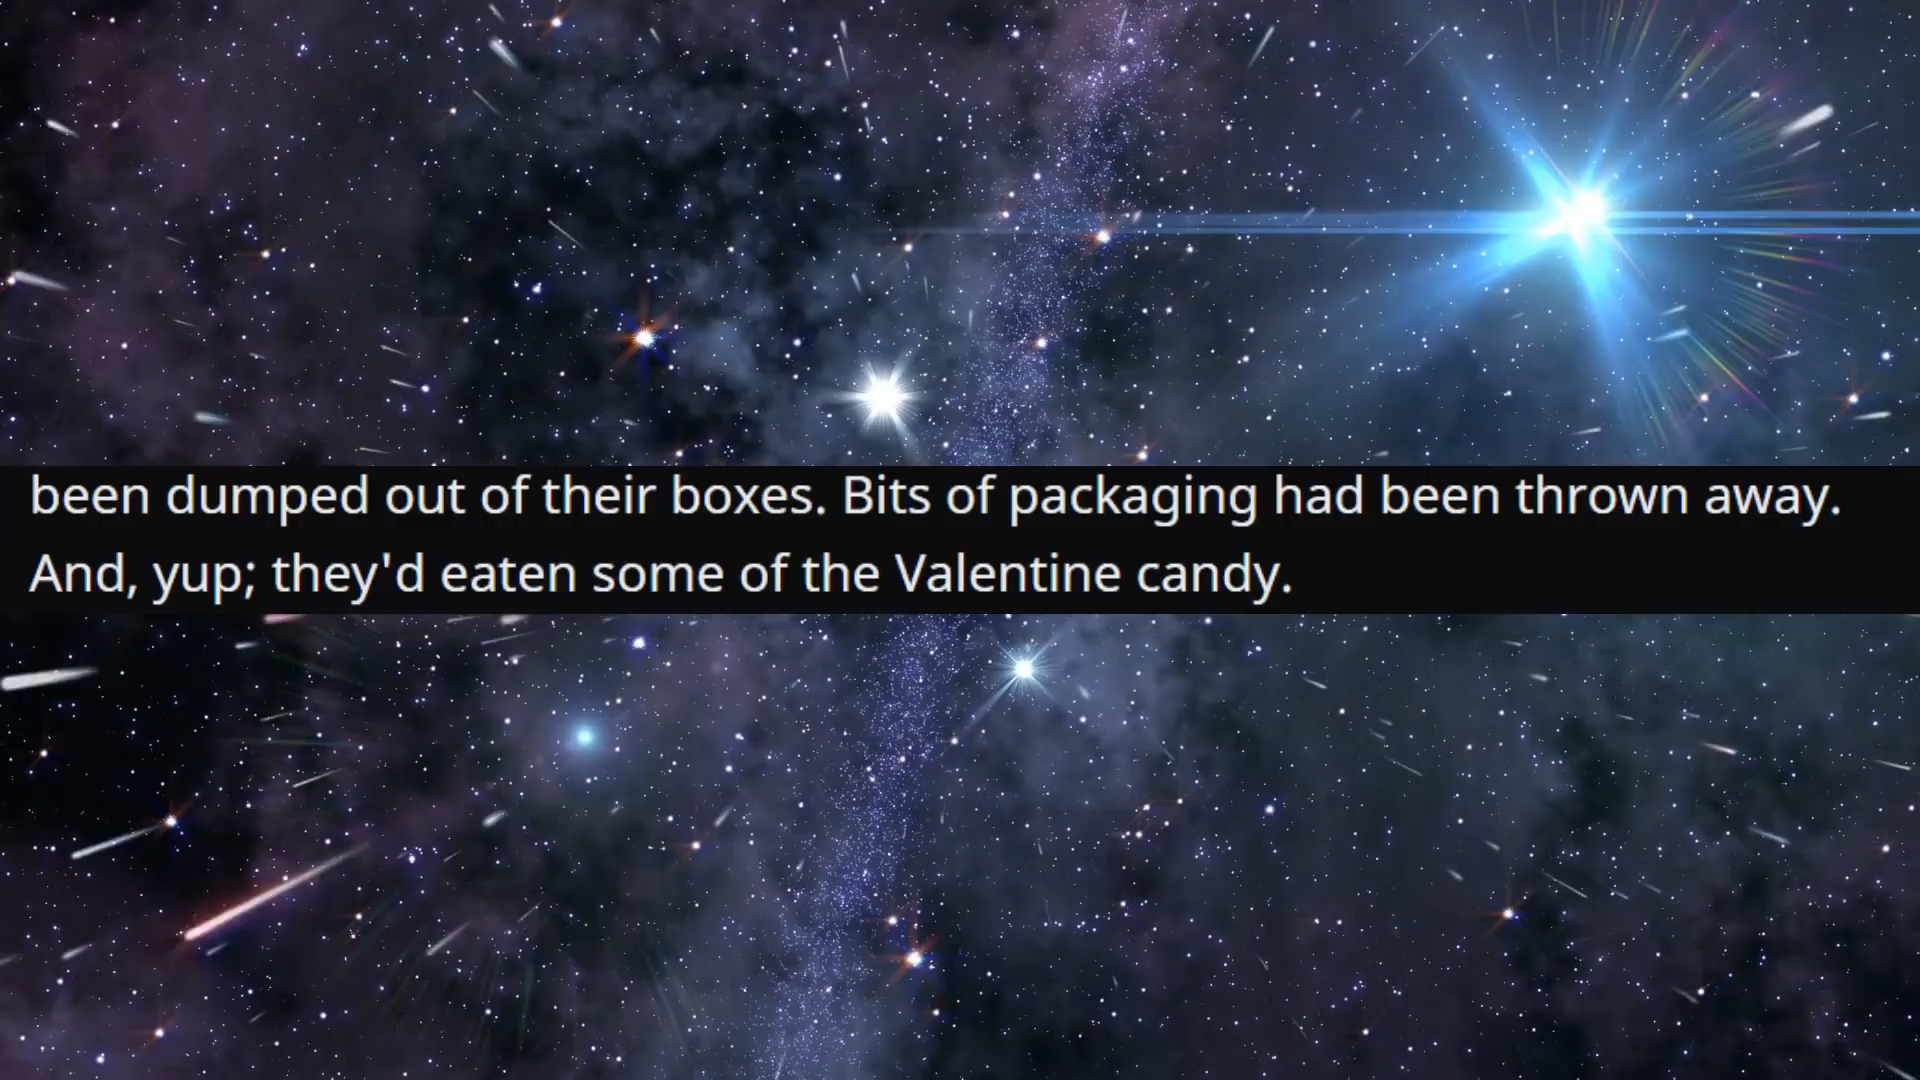 been dumped out of their boxes. Bits of packaging had been thrown away.
And, yup; they'd eaten some of the Valentine candy.